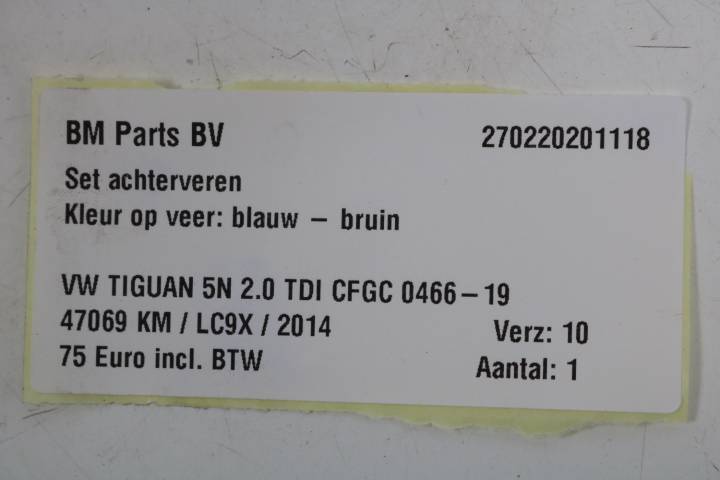 BM Parts BV 270220201118
Set achterveren
Kleur op veer: blauw – bruin
VW TIGUAN 5N 2.0 TDI CFGC 0466–19
47069 KM / LC9X / 2014 Verz: 10
75 Euro incl. BTW Aantal: 1